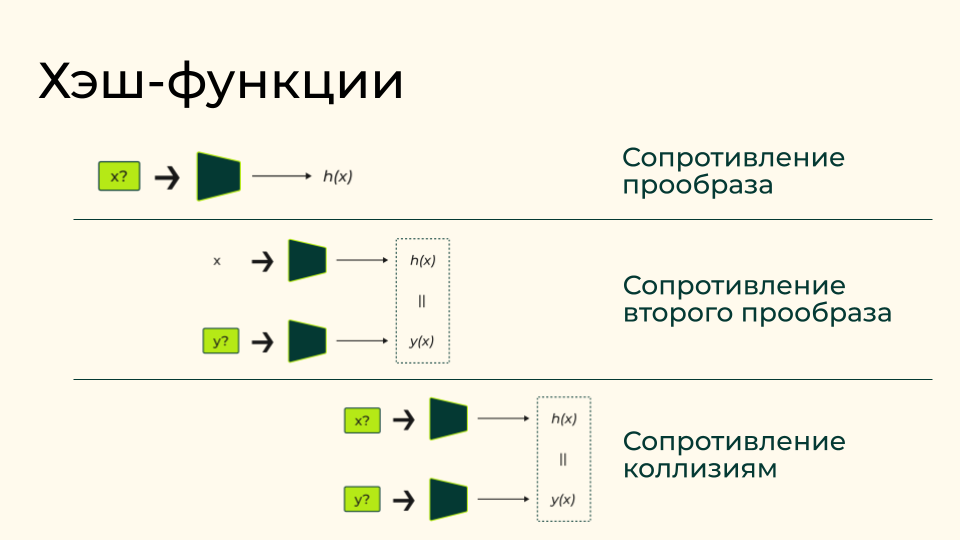 Хэш-функции
x?
h(x)
Сопротивление
прообраза
x
h(x)
||
y?
y(x)
Сопротивление
второго прообраза
x?
h(x)
||
y?
y(x)
Сопротивление
коллизиям